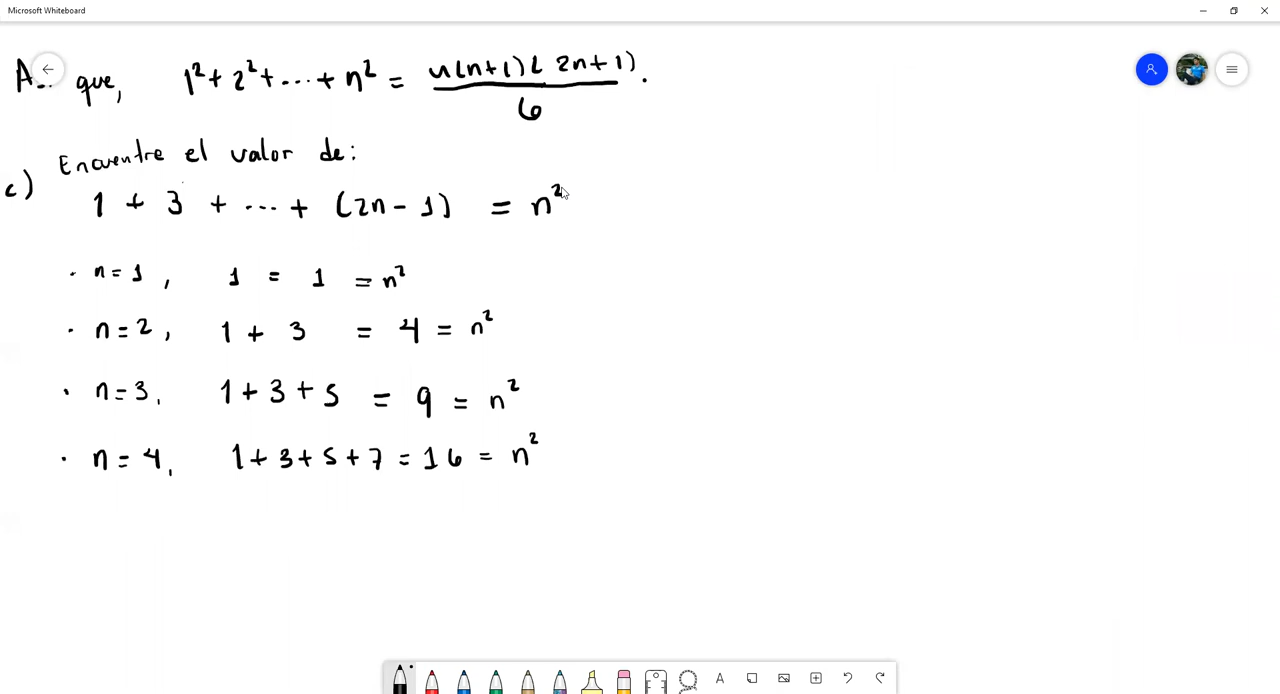 Microsoft Whiteboard
que, 1² + 2² + ... + n² = n(n+1)(2n+1)/6.
c) Encuentre el valor de:
1 + 3 + ... + (2n - 1) = n²
· n = 1, 1 = 1 = n²
· n = 2, 1 + 3 = 4 = n²
· n = 3, 1 + 3 + 5 = 9 = n²
· n = 4, 1 + 3 + 5 + 7 = 16 = n²
A